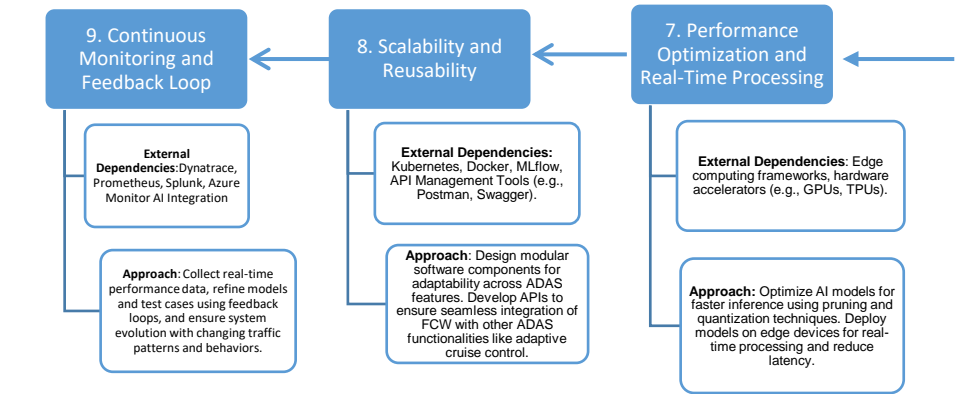 9. Continuous
Monitoring and
Feedback Loop
External
Dependencies:Dynatrace,
Prometheus, Splunk, Azure
Monitor AI Integration
Approach: Collect real-time
performance data, refine models
and test cases using feedback
loops, and ensure system
evolution with changing traffic
patterns and behaviors.
8. Scalability and
Reusability
External Dependencies:
Kubernetes, Docker, MLflow,
API Management Tools (e.g.,
Postman, Swagger).
Approach: Design modular
software components for
adaptability across ADAS
features. Develop APIs to
ensure seamless integration of
FCW with other ADAS
functionalities like adaptive
cruise control.
7. Performance
Optimization and
Real-Time Processing
External Dependencies: Edge
computing frameworks, hardware
accelerators (e.g., GPUs, TPUs).
Approach: Optimize AI models for
faster inference using pruning and
quantization techniques. Deploy
models on edge devices for real-
time processing and reduce
latency.